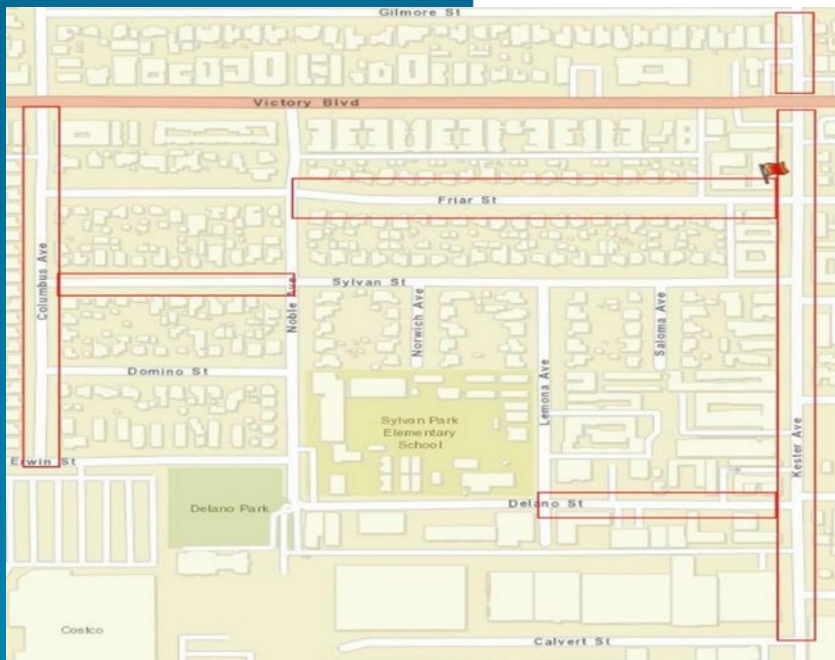 Gilmore St
Victory Blvd
Friar St
Columbus Ave
Sylvan St
Noble Ave
Norwich Ave
Saloma Ave
Domino St
Lemona Ave
Sylvan Park
Elementary
School
Kester Ave
Erwin St
Delano St
Delano Park
Costco
Calvert St